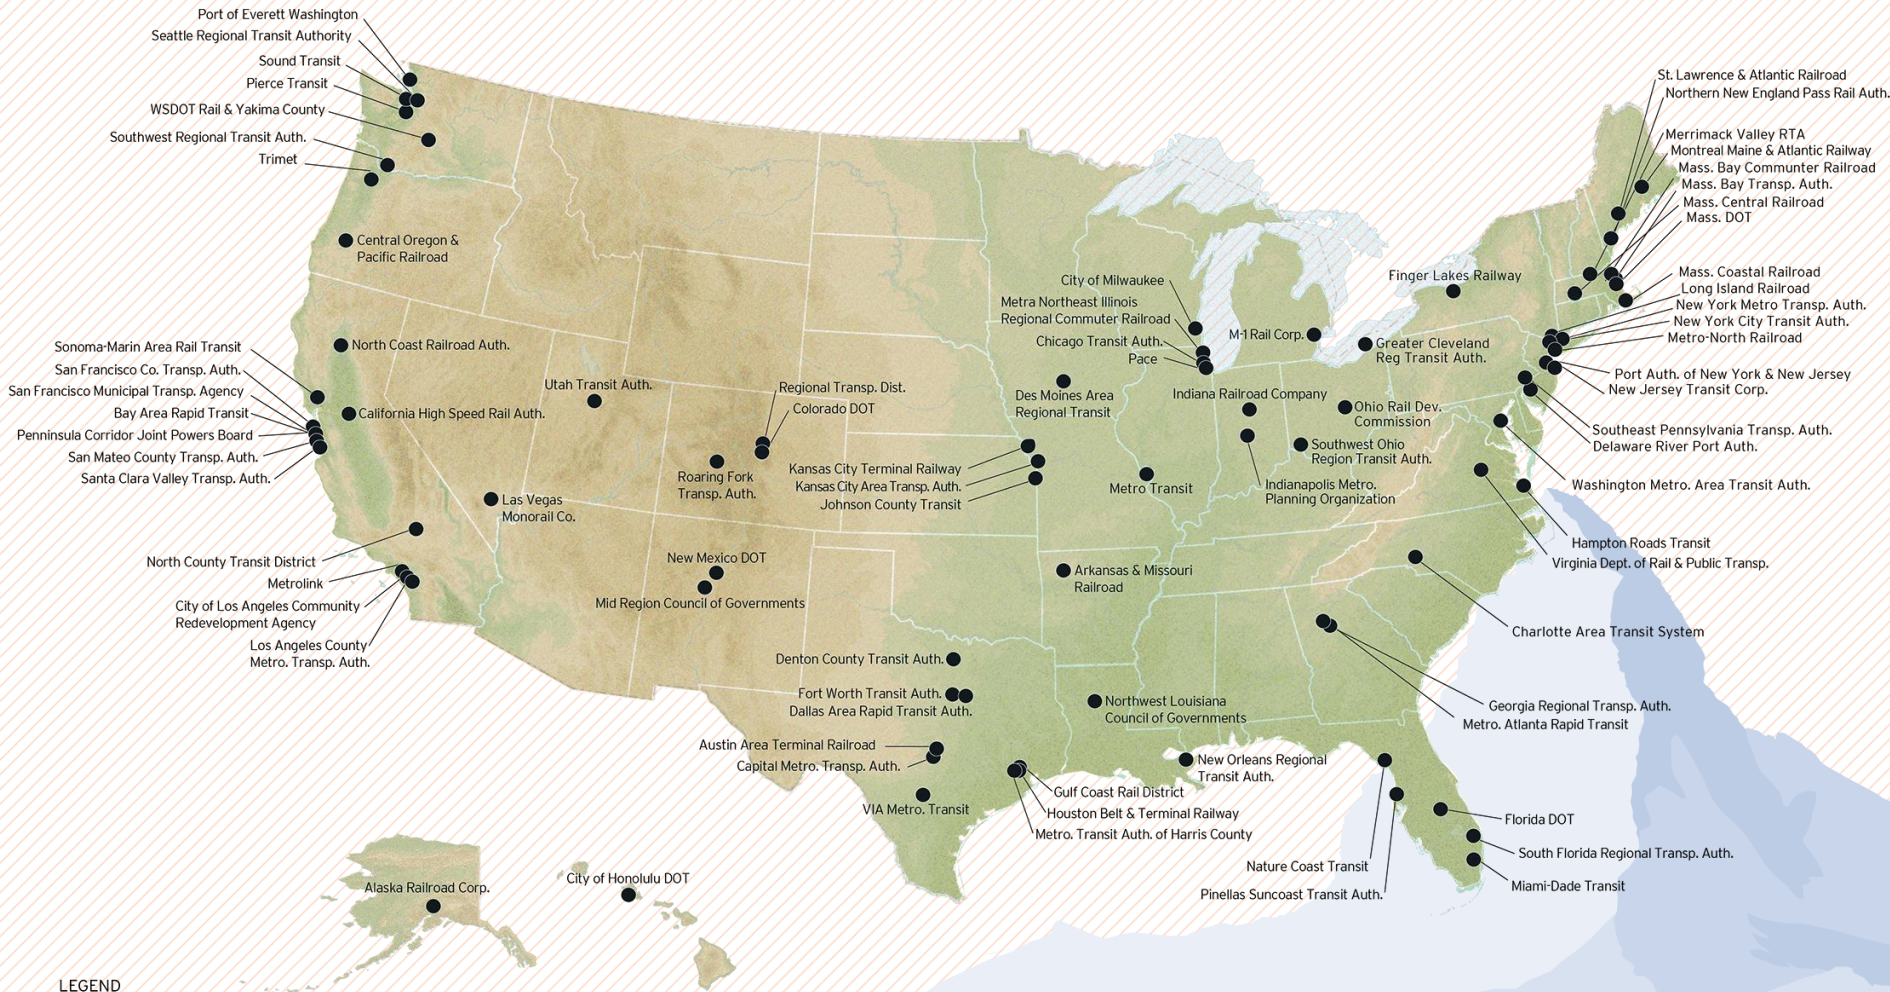 Port of Everett Washington
Seattle Regional Transit Authority
Sound Transit
Pierce Transit
WSDOT Rail & Yakima County
Southwest Regional Transit Auth.
Trimet
Central Oregon &
Pacific Railroad
North Coast Railroad Auth.
Sonoma-Marin Area Rail Transit
San Francisco Co. Transp. Auth.
San Francisco Municipal Transp. Agency
Bay Area Rapid Transit
Penninsula Corridor Joint Powers Board
San Mateo County Transp. Auth.
Santa Clara Valley Transp. Auth.
California High Speed Rail Auth.
Las Vegas
Monorail Co.
North County Transit District
Metrolink
City of Los Angeles Community
Redevelopment Agency
Los Angeles County
Metro. Transp. Auth.
Utah Transit Auth.
Regional Transp. Dist.
Colorado DOT
Roaring Fork
Transp. Auth.
New Mexico DOT
Mid Region Council of Governments
Denton County Transit Auth.
Fort Worth Transit Auth.
Dallas Area Rapid Transit Auth.
Austin Area Terminal Railroad
Capital Metro. Transp. Auth.
VIA Metro. Transit
Gulf Coast Rail District
Houston Belt & Terminal Railway
Metro. Transit Auth. of Harris County
Kansas City Terminal Railway
Kansas City Area Transp. Auth.
Johnson County Transit
Des Moines Area
Regional Transit
Arkansas & Missouri
Railroad
Northwest Louisiana
Council of Governments
New Orleans Regional
Transit Auth.
City of Milwaukee
Metra Northeast Illinois
Regional Commuter Railroad
Chicago Transit Auth.
Pace
Metro Transit
M-1 Rail Corp.
Indiana Railroad Company
Indianapolis Metro.
Planning Organization
Ohio Rail Dev.
Commission
Southwest Ohio
Region Transit Auth.
Greater Cleveland
Reg Transit Auth.
Finger Lakes Railway
St. Lawrence & Atlantic Railroad
Northern New England Pass Rail Auth.
Merrimack Valley RTA
Montreal Maine & Atlantic Railway
Mass. Bay Communter Railroad
Mass. Bay Transp. Auth.
Mass. Central Railroad
Mass. DOT
Mass. Coastal Railroad
Long Island Railroad
New York Metro Transp. Auth.
New York City Transit Auth.
Metro-North Railroad
Port Auth. of New York & New Jersey
New Jersey Transit Corp.
Southeast Pennsylvania Transp. Auth.
Delaware River Port Auth.
Washington Metro. Area Transit Auth.
Hampton Roads Transit
Virginia Dept. of Rail & Public Transp.
Charlotte Area Transit System
Georgia Regional Transp. Auth.
Metro. Atlanta Rapid Transit
Florida DOT
South Florida Regional Transp. Auth.
Miami-Dade Transit
Nature Coast Transit
Pinellas Suncoast Transit Auth.
Alaska Railroad Corp.
City of Honolulu DOT
LEGEND